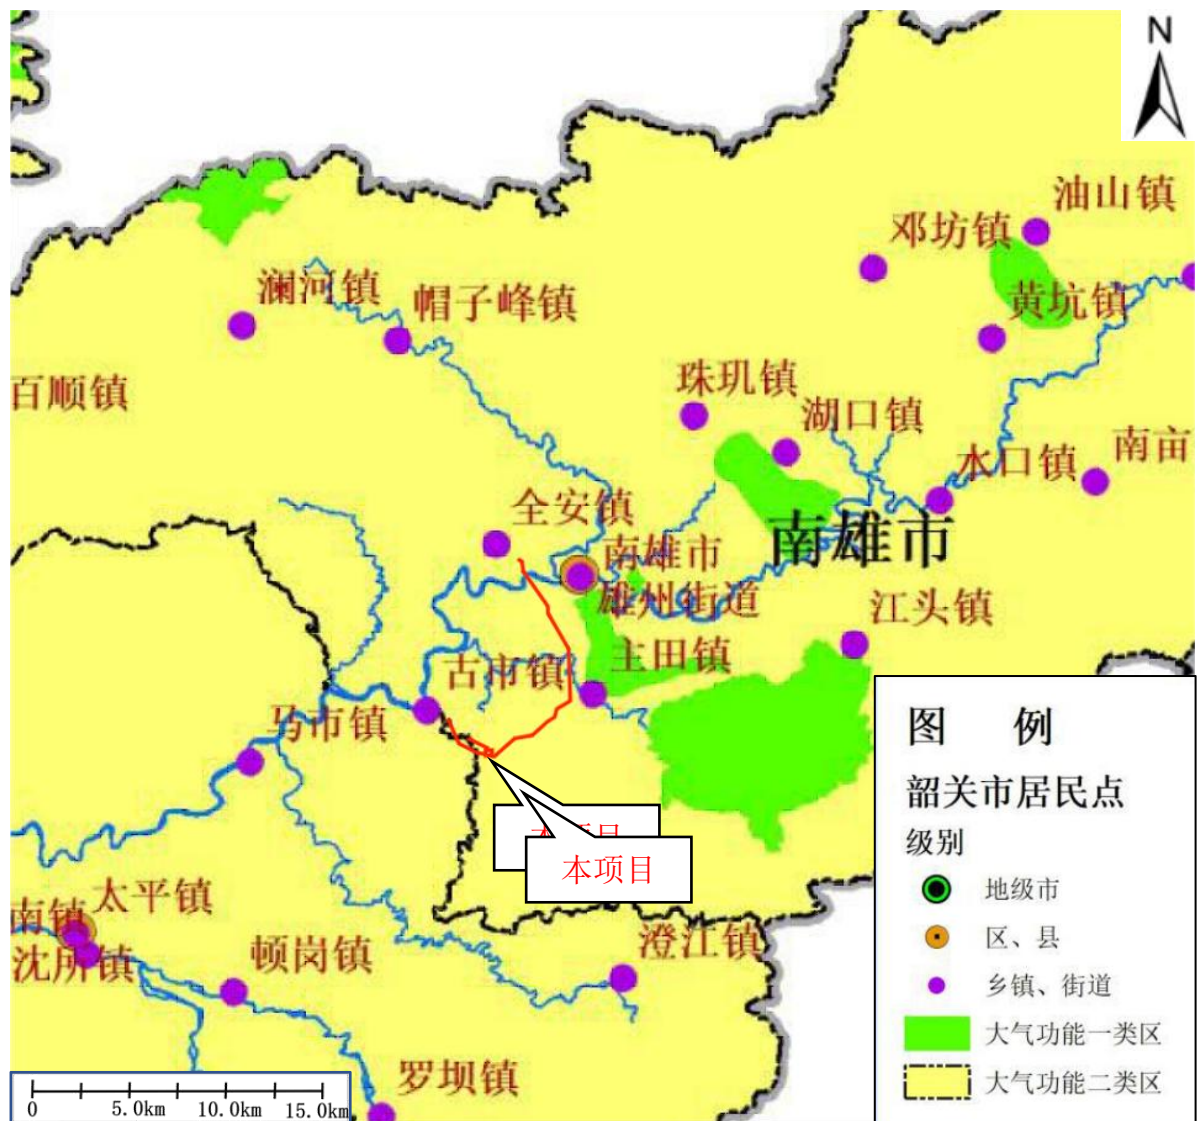 N
油山镇
邓坊镇
澜河镇
帽子峰镇
黄坑镇
百顺镇
珠玑镇
湖口镇
水口镇
南亩
全安镇
南雄市
南雄市
雄州街道
江头镇
主田镇
古市镇
马市镇
本项目
本项目
太平镇
南镇
沈所镇
顿岗镇
澄江镇
罗坝镇
图 例
韶关市居民点
级别
地级市
区、县
乡镇、街道
大气功能一类区
大气功能二类区
0 5.0km 10.0km 15.0km